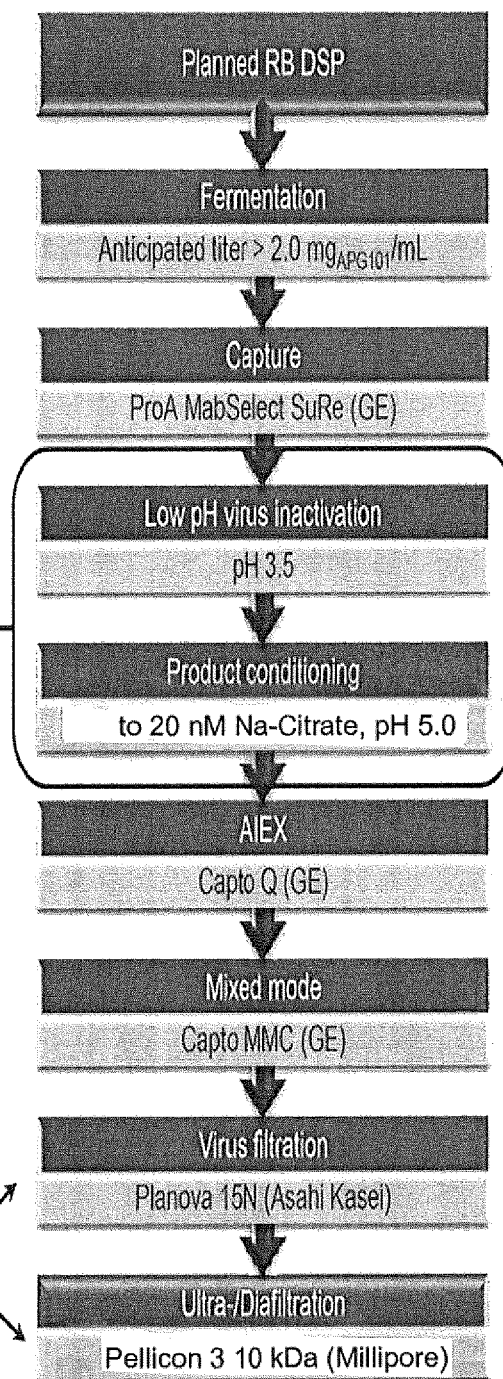 Planned RB DSP
Fermentation
Anticipated titer > 2.0 mgAPG101/mL
Capture
ProA MabSelect SuRe (GE)
Low pH virus inactivation
pH 3.5
Product conditioning
to 20 nM Na-Citrate, pH 5.0
AIEX
Capto Q (GE)
Mixed mode
Capto MMC (GE)
Virus filtration
Planova 15N (Asahi Kasei)
Ultra-/Diafiltration
Pellicon 3 10 kDa (Millipore)